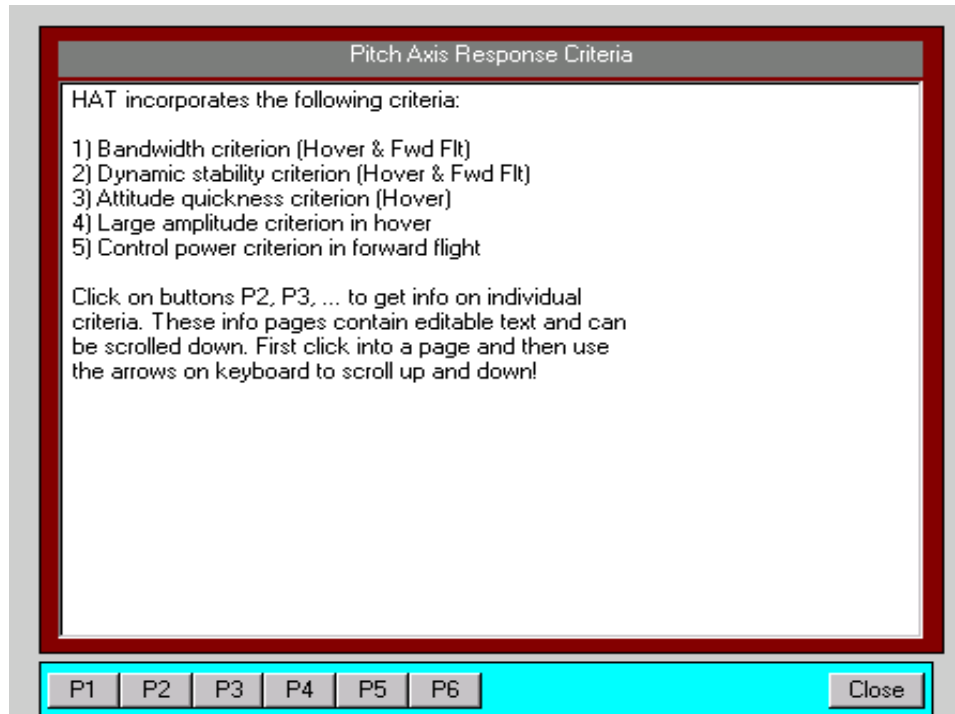 Pitch Axis Response Criteria
HAT incorporates the following criteria:
1) Bandwidth criterion (Hover & Fwd Flt)
2) Dynamic stability criterion (Hover & Fwd Flt)
3) Attitude quickness criterion (Hover)
4) Large amplitude criterion in hover
5) Control power criterion in forward flight
Click on buttons P2, P3, ... to get info on individual
criteria. These info pages contain editable text and can
be scrolled down. First click into a page and then use
the arrows on keyboard to scroll up and down!
P1 P2 P3 P4 P5 P6 Close